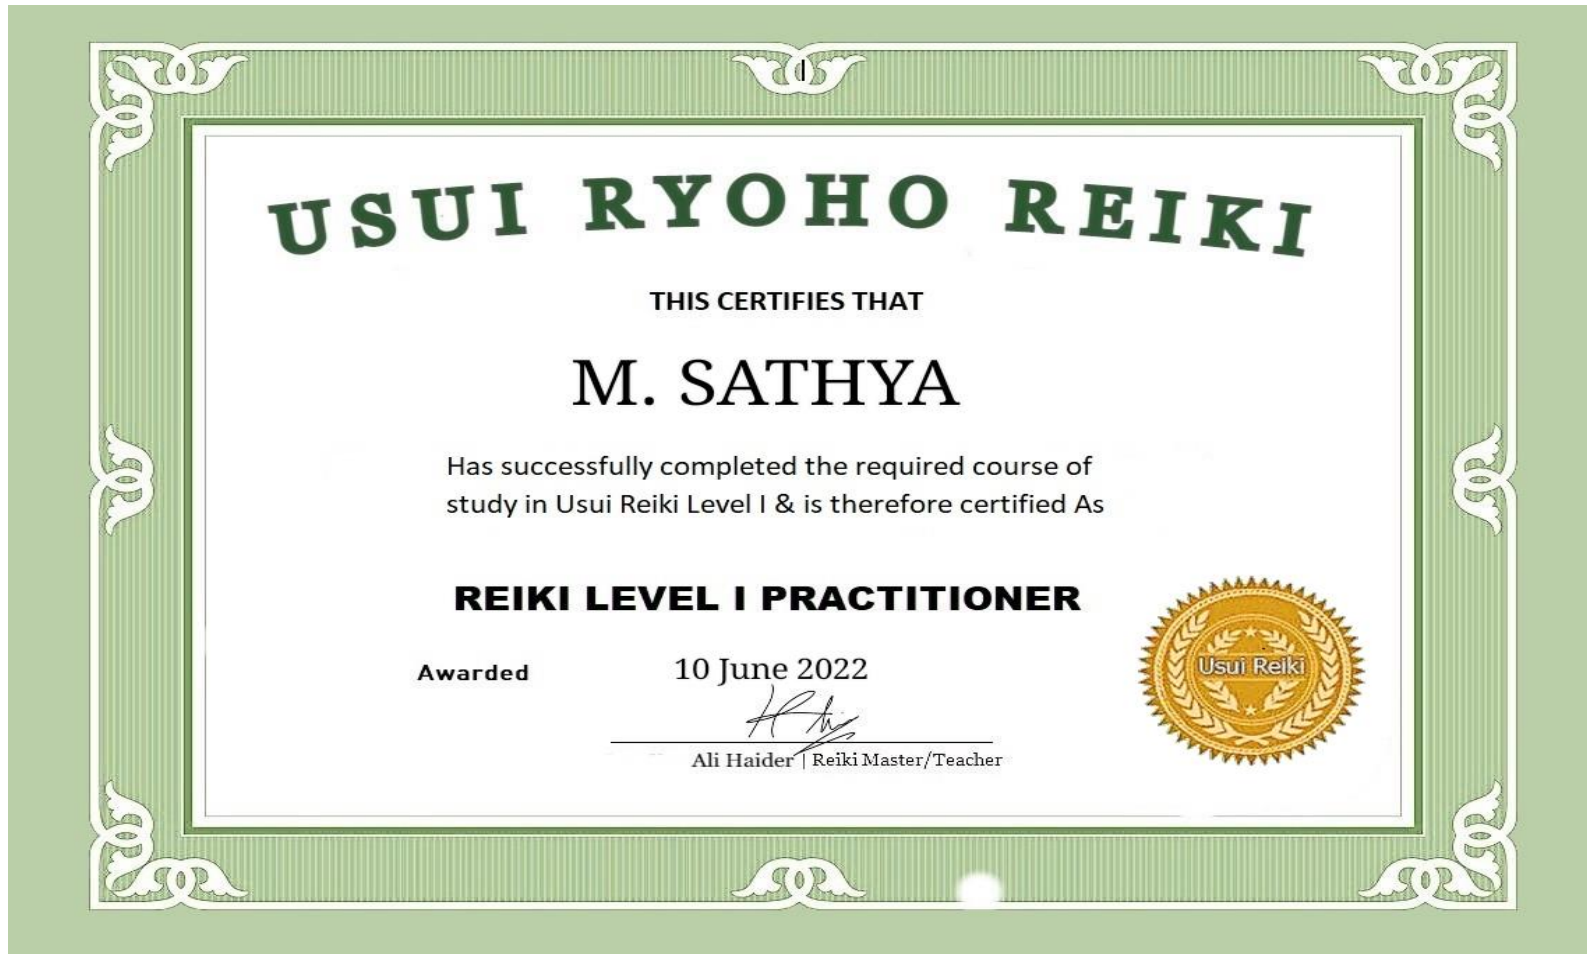 USUI RYOHO REIKI
THIS CERTIFIES THAT
M. SATHYA
Has successfully completed the required course of
study in Usui Reiki Level I & is therefore certified As
REIKI LEVEL I PRACTITIONER
Awarded 10 June 2022
Usui Reiki
Ali Haider | Reiki Master/Teacher